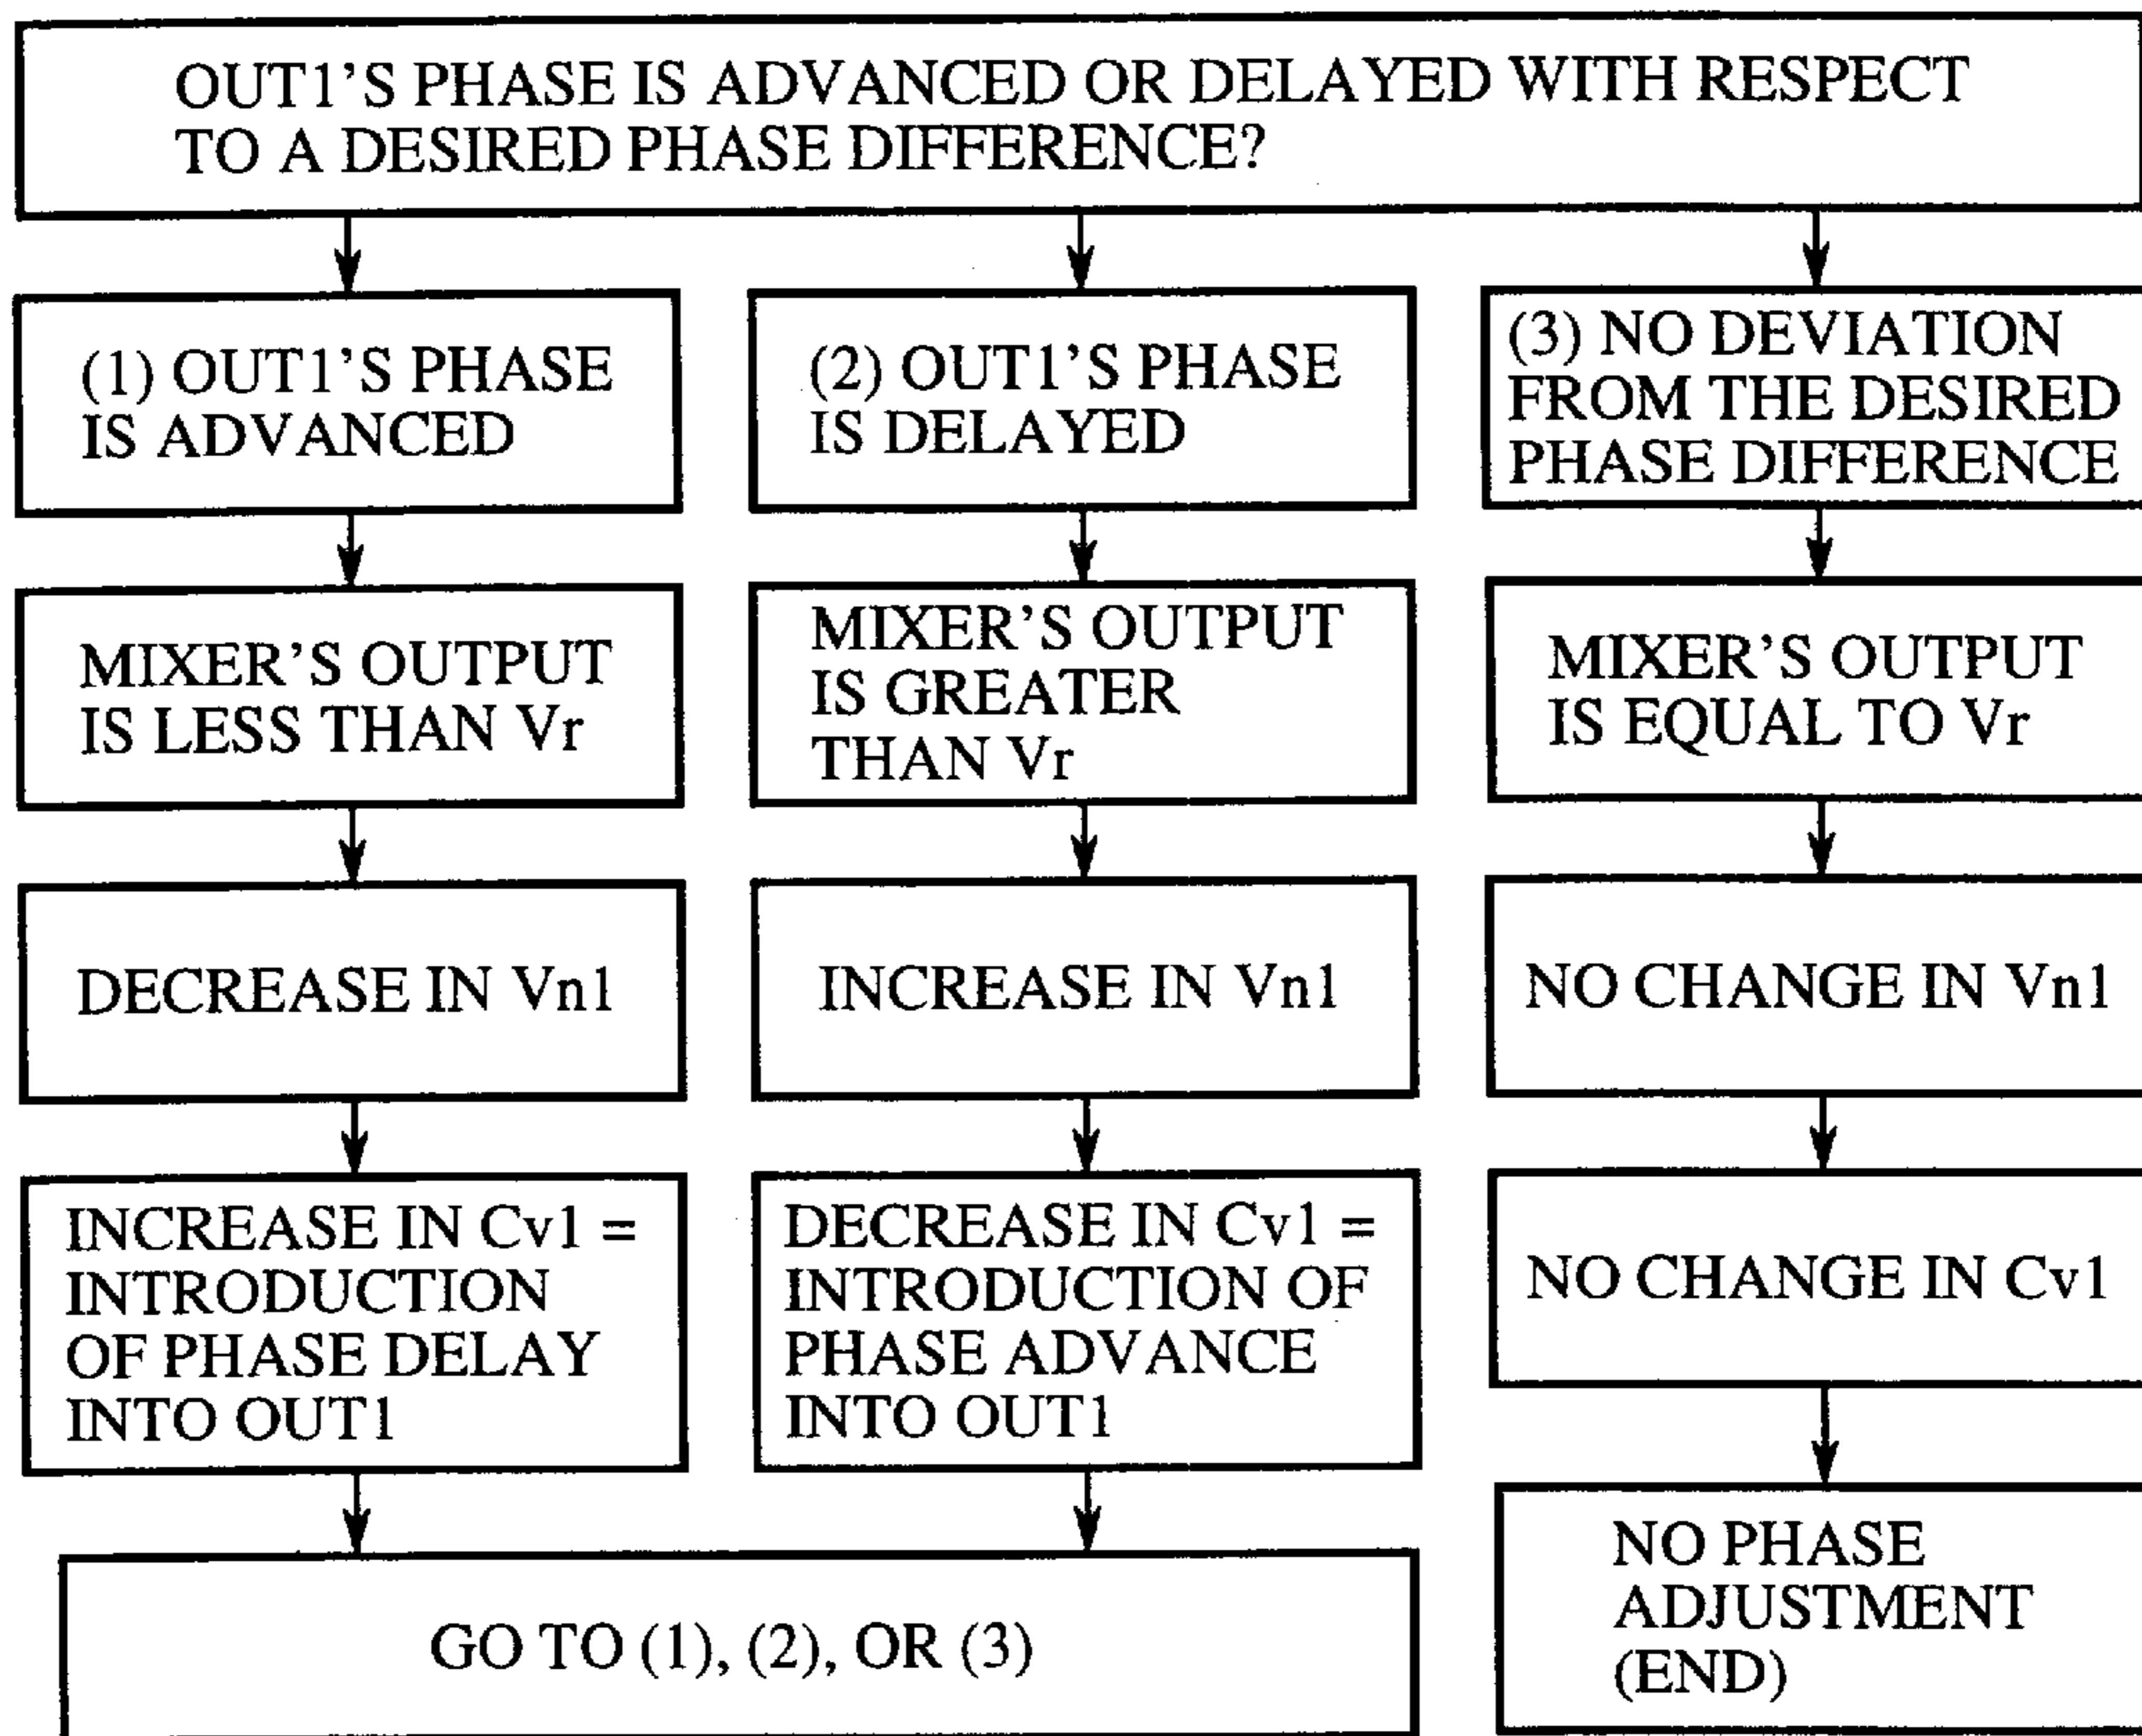 OUT1'S PHASE IS ADVANCED OR DELAYED WITH RESPECT
TO A DESIRED PHASE DIFFERENCE?
(1) OUT1'S PHASE
IS ADVANCED
(2) OUT1'S PHASE
IS DELAYED
(3) NO DEVIATION
FROM THE DESIRED
PHASE DIFFERENCE
MIXER'S OUTPUT
IS LESS THAN Vr
MIXER'S OUTPUT
IS GREATER
THAN Vr
MIXER'S OUTPUT
IS EQUAL TO Vr
DECREASE IN Vn1
INCREASE IN Vn1
NO CHANGE IN Vn1
INCREASE IN Cv1 =
INTRODUCTION
OF PHASE DELAY
INTO OUT1
DECREASE IN Cv1 =
INTRODUCTION OF
PHASE ADVANCE
INTO OUT1
NO CHANGE IN Cv1
GO TO (1), (2), OR (3)
NO PHASE
ADJUSTMENT
(END)